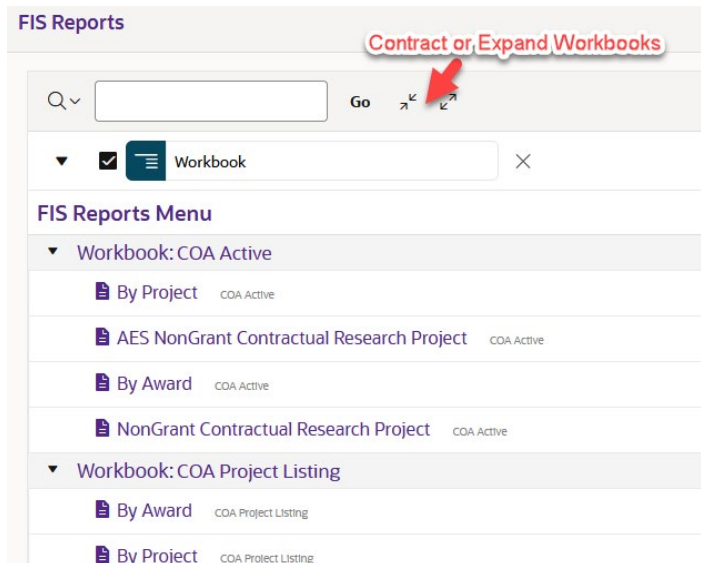 FIS Reports
Contract or Expand Workbooks
Go
Workbook
FIS Reports Menu
Workbook: COA Active
By Project COA Active
AES NonGrant Contractual Research Project COA Active
By Award COA Active
NonGrant Contractual Research Project COA Active
Workbook: COA Project Listing
By Award COA Project Listing
By Project COA Project Listing